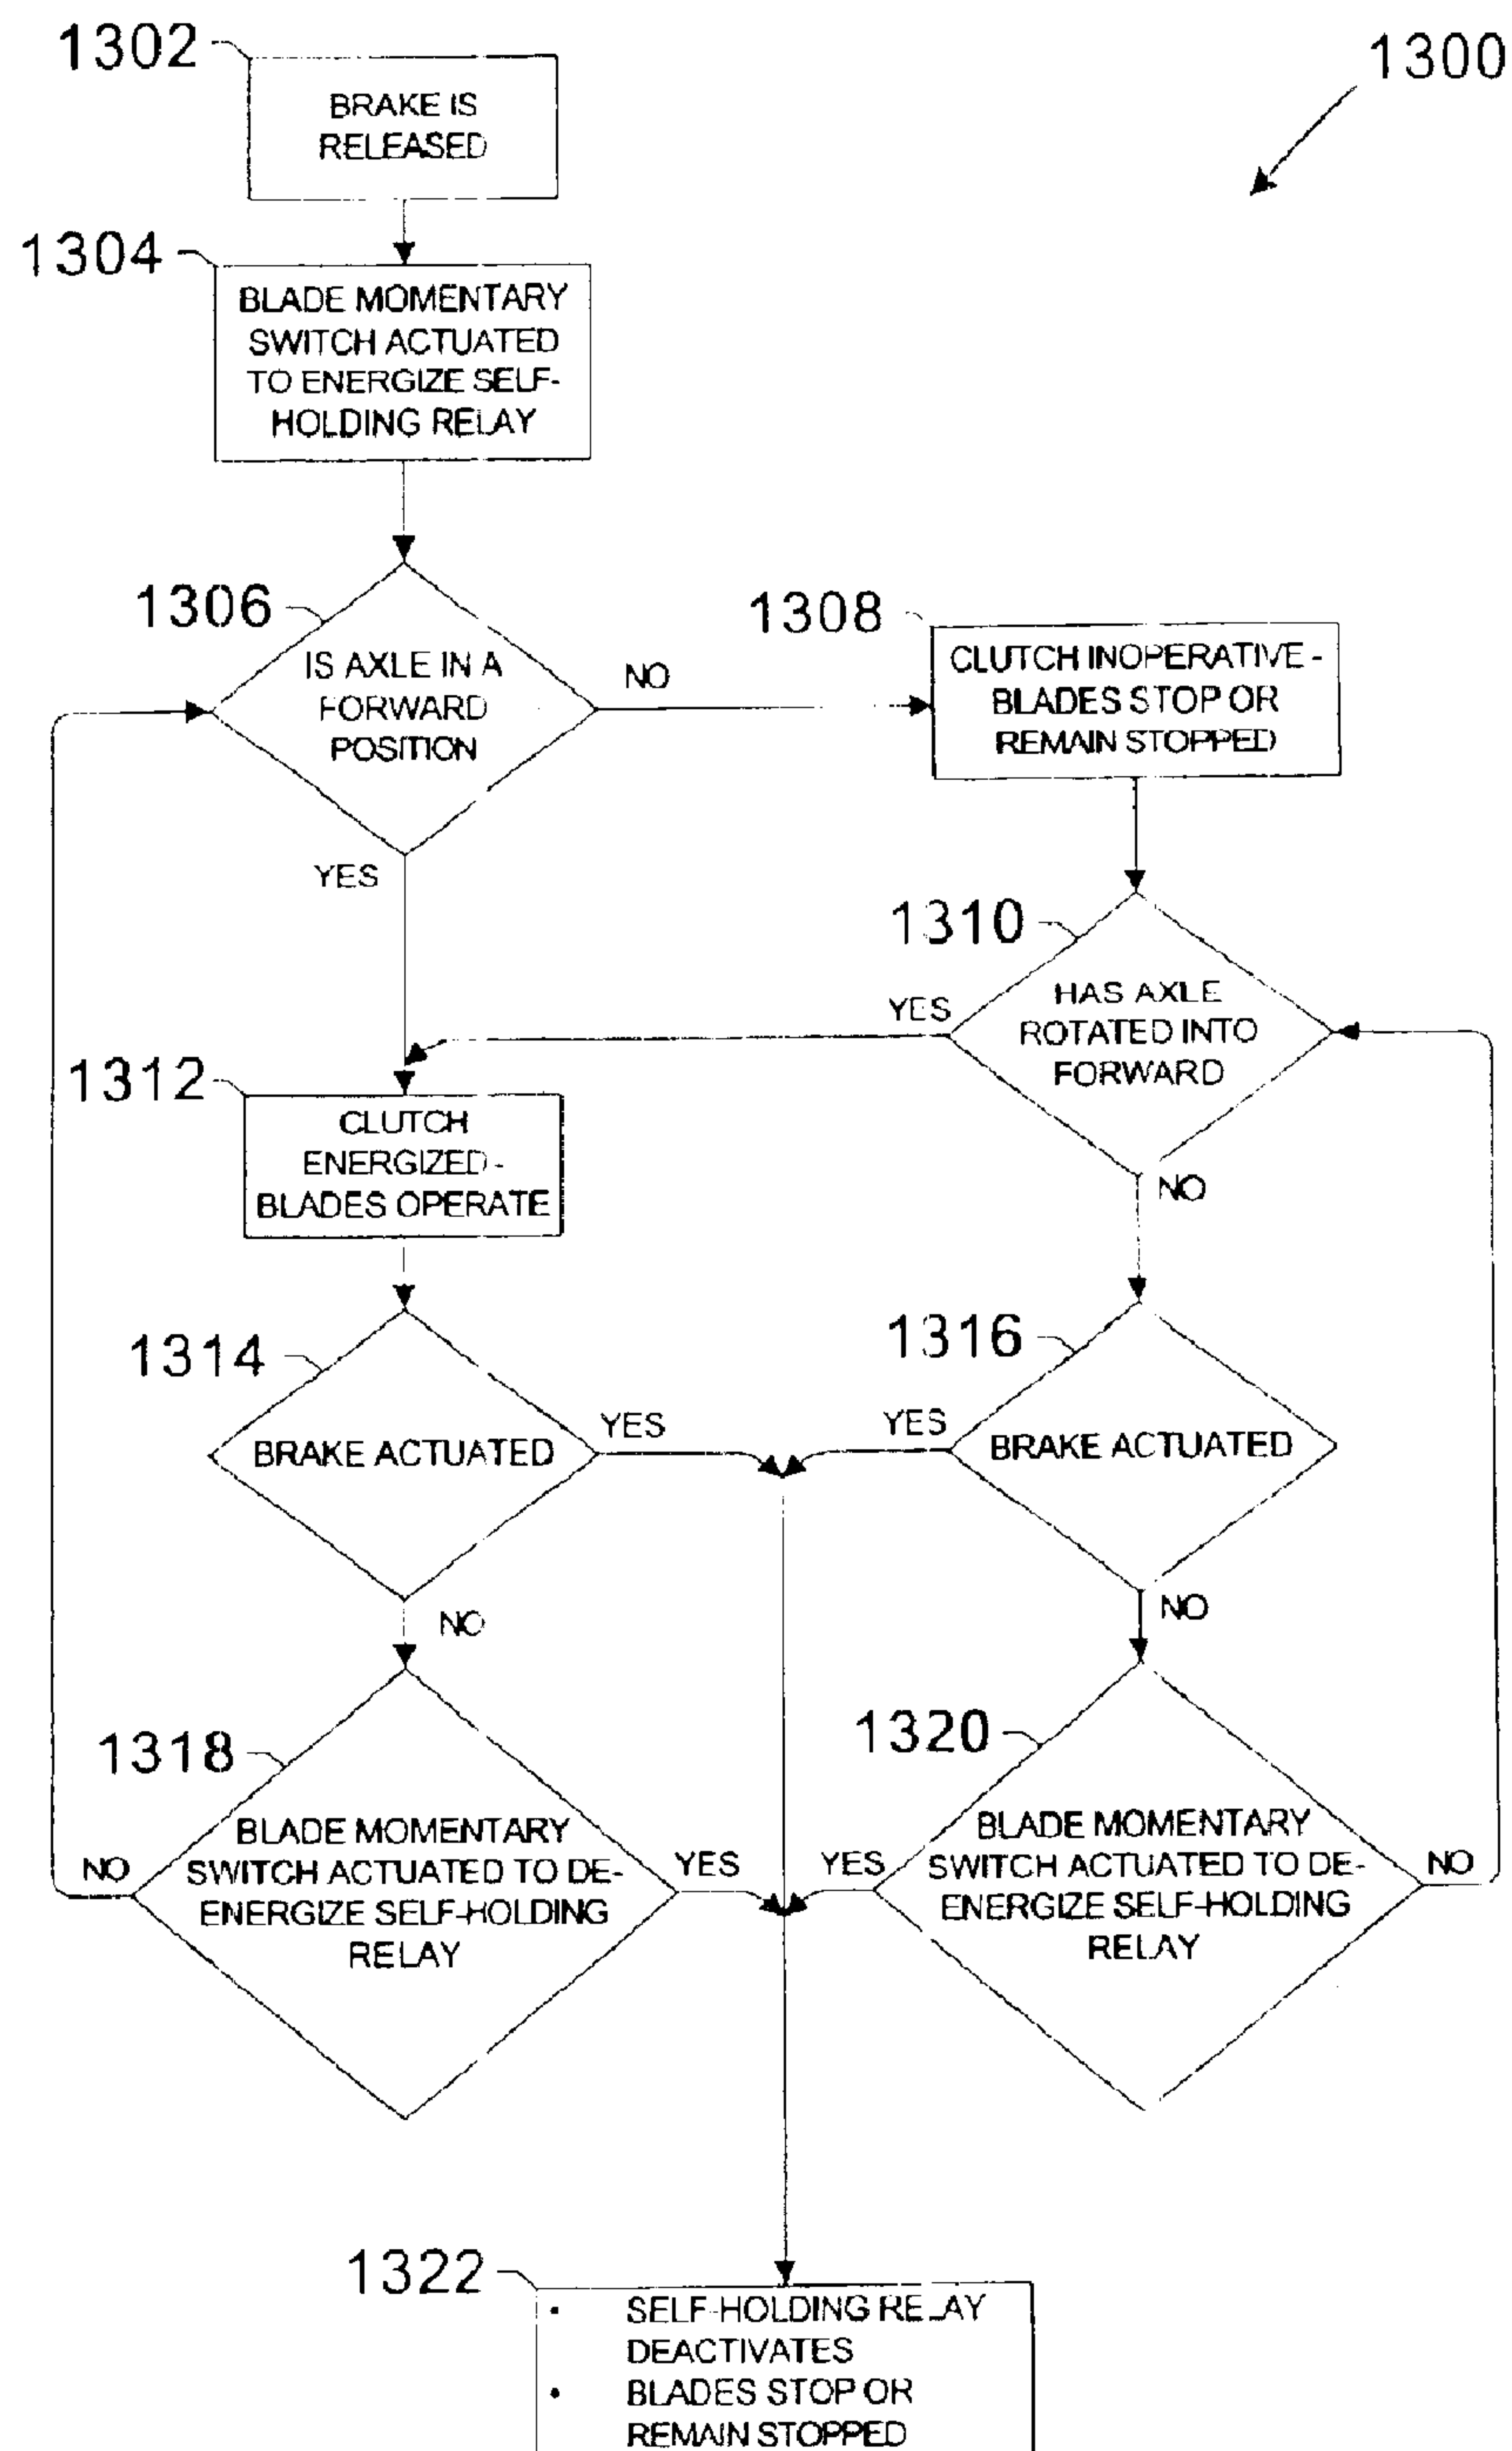 1302
1300
BRAKE IS
RELEASED
1304
BLADE MOMENTARY
SWITCH ACTUATED
TO ENERGIZE SELF-
HOLDING RELAY
1306
IS AXLE IN A
FORWARD
POSITION
NO
YES
1308
CLUTCH INOPERATIVE-
BLADES STOP OR
REMAIN STOPPED
1310
HAS AXLE
ROTATED INTO
FORWARD
YES
NO
1312
CLUTCH
ENERGIZED-
BLADES OPERATE
1314
BRAKE ACTUATED
YES
NO
1316
BRAKE ACTUATED
YES
NO
1318
BLADE MOMENTARY
SWITCH ACTUATED TO DE-
ENERGIZE SELF-HOLDING
RELAY
NO
YES
1320
BLADE MOMENTARY
SWITCH ACTUATED TO DE-
ENERGIZE SELF-HOLDING
RELAY
YES
NO
1322
• SELF-HOLDING RELAY
DEACTIVATES
• BLADES STOP OR
REMAIN STOPPED